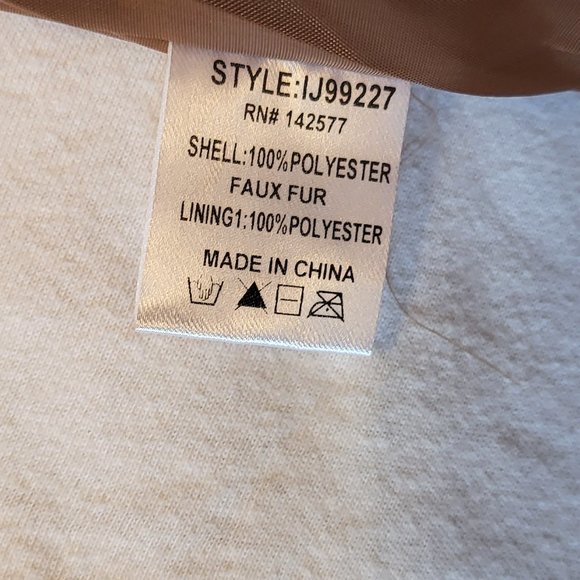 STYLE:IJ99227
RN# 142577
SHELL:100%POLYESTER
FAUX FUR
LINING1:100%POLYESTER
MADE IN CHINA